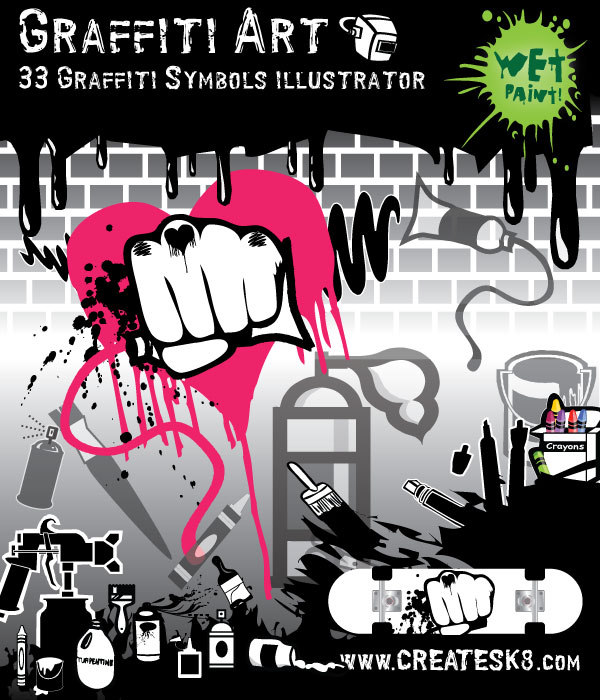 Graffiti Art
33 Graffiti Symbols illustrator
WET
PAINT!
Crayons
TURPENTINE
www.CREATESK8.com